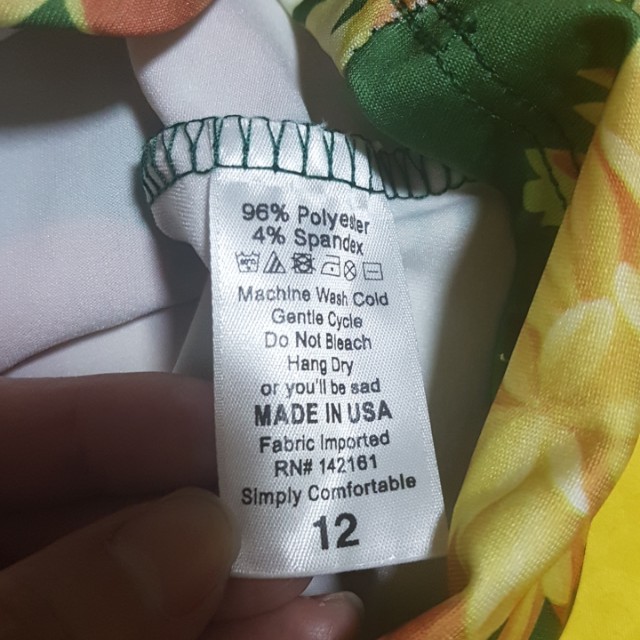 96% Polyester
4% Spandex
Machine Wash Cold
Gentle Cycle
Do Not Bleach
Hang Dry
or you'll be sad
MADE IN USA
Fabric Imported
RN# 142161
Simply Comfortable
12